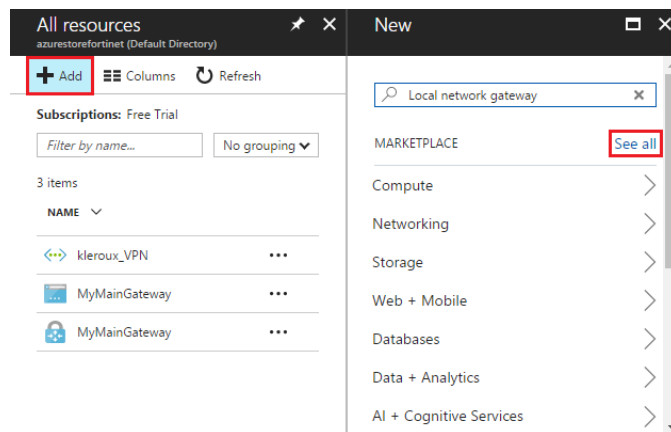 All resources
azurestorefortinet (Default Directory)
Add
Columns
Refresh
Subscriptions: Free Trial
Filter by name...
No grouping
3 items
NAME
kleroux_VPN
MyMainGateway
MyMainGateway
New
Local network gateway
MARKETPLACE
See all
Compute
Networking
Storage
Web + Mobile
Databases
Data + Analytics
AI + Cognitive Services